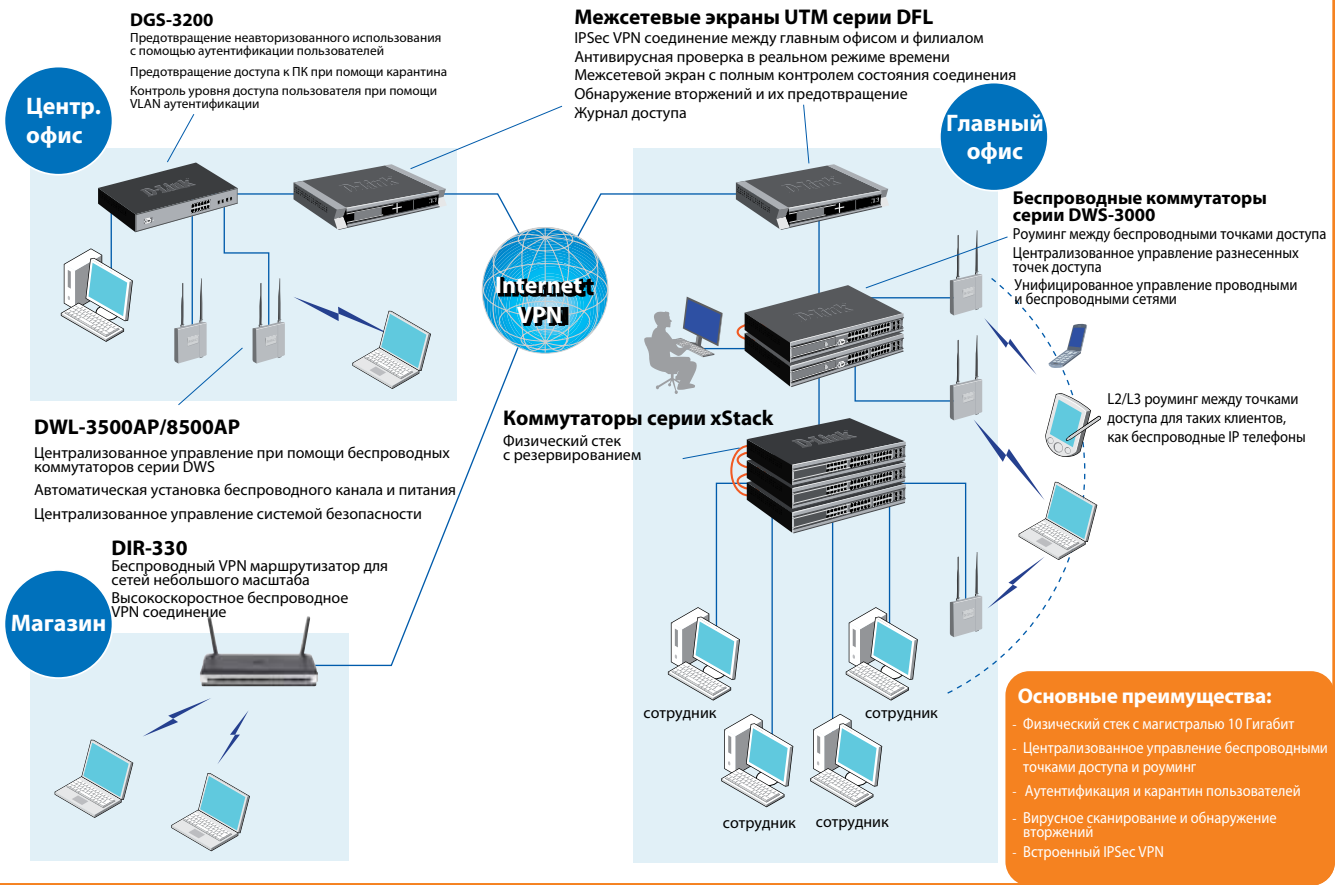 DGS-3200
Предотвращение неавторизованного использования
с помощью аутентификации пользователей
Предотвращение доступа к ПК при помощи карантина
Контроль уровня доступа пользователя при помощи
VLAN аутентификации
Центр.
офис
Межсетевые экраны UTM серии DFL
IPSec VPN соединение между главным офисом и филиалом
Антивирусная проверка в реальном режиме времени
Межсетевой экран с полным контролем состояния соединения
Обнаружение вторжений и их предотвращение
Журнал доступа
Главный
офис
D-Link
D-Link
D-Link
Беспроводные коммутаторы
серии DWS-3000
Роуминг между беспроводными точками доступа
Централизованное управление разнесенных
точек доступа
Унифицированное управление проводными
и беспроводными сетями
Internet
VPN
D-Link
L2/L3 роуминг между точками
доступа для таких клиентов,
как беспроводные IP телефоны
DWL-3500AP/8500AP
Централизованное управление при помощи беспроводных
коммутаторов серии DWS
Автоматическая установка беспроводного канала и питания
Централизованное управление системой безопасности
Коммутаторы серии xStack
Физический стек
с резервированием
D-Link
DIR-330
Беспроводный VPN маршрутизатор для
сетей небольшого масштаба
Высокоскоростное беспроводное
VPN соединение
Магазин
сотрудник
сотрудник
сотрудник
сотрудник
Основные преимущества:
- Физический стек с магистралью 10 Гигабит
- Централизованное управление беспроводными
точками доступа и роуминг
- Аутентификация и карантин пользователей
- Вирусное сканирование и обнаружение
вторжений
- Встроенный IPSec VPN